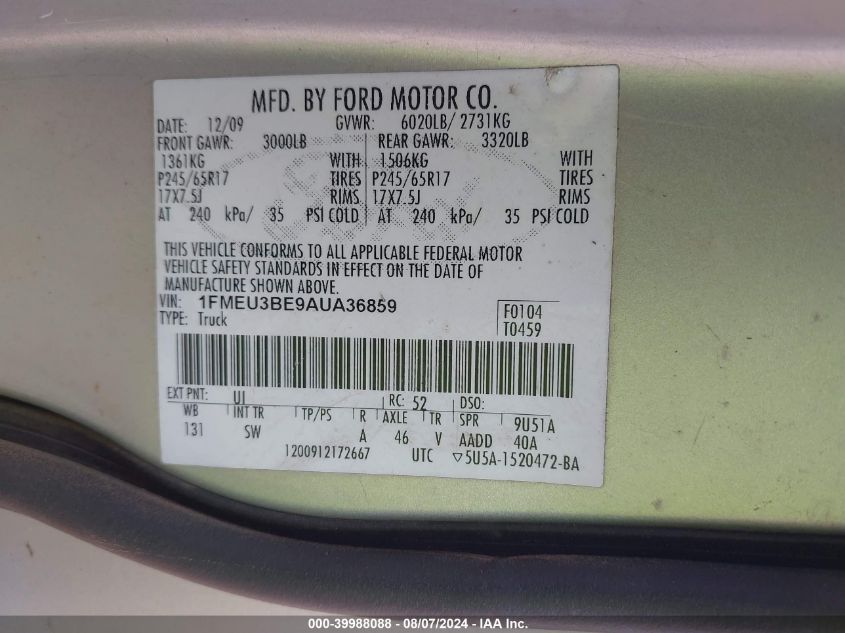 MFD. BY FORD MOTOR CO.
DATE: 12/09 GVWR: 6020LB/ 2731KG
FRONT GAWR: 3000LB REAR GAWR: 3320LB
1361KG WITH 1506KG WITH
P245/65R17 TIRES P245/65R17 TIRES
17X7.5J RIMS 17X7.5J RIMS
AT 240 kPa/ 35 PSI COLD AT 240 kPa/ 35 PSI COLD
THIS VEHICLE CONFORMS TO ALL APPLICABLE FEDERAL MOTOR
VEHICLE SAFETY STANDARDS IN EFFECT ON THE DATE OF
MANUFACTURE SHOWN ABOVE.
VIN: 1FMEU3BE9AUA36859
TYPE: Truck
F0104
T0459
EXT PNT: UI RC: 52 DSO:
WB INT TR TP/PS R AXLE TR SPR 9U51A
131 SW A 46 V AADD 40A
1200912172667 UTC ▽5U5A-1520472-BA
000-39988088 - 08/07/2024 - IAA Inc.